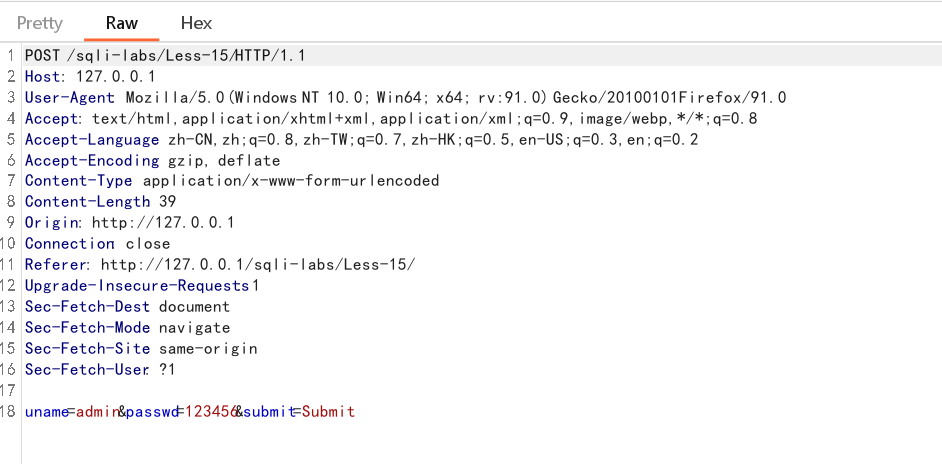 Pretty Raw Hex
1 POST /sqli-labs/Less-15/HTTP/1.1
2 Host: 127.0.0.1
3 User-Agent Mozilla/5.0(Windows NT 10.0; Win64; x64; rv:91.0) Gecko/20100101Firefox/91.0
4 Accept: text/html,application/xhtml+xml,application/xml;q=0.9,image/webp,*/*;q=0.8
5 Accept-Language zh-CN,zh;q=0.8,zh-TW;q=0.7,zh-HK;q=0.5,en-US;q=0.3,en;q=0.2
6 Accept-Encoding gzip, deflate
7 Content-Type application/x-www-form-urlencoded
8 Content-Length 39
9 Origin: http://127.0.0.1
10 Connection close
11 Referer: http://127.0.0.1/sqli-labs/Less-15/
12 Upgrade-Insecure-Requests1
13 Sec-Fetch-Dest document
14 Sec-Fetch-Mode navigate
15 Sec-Fetch-Site same-origin
16 Sec-Fetch-User ?1
17
18 uname=admin&passwd=123456&submit=Submit